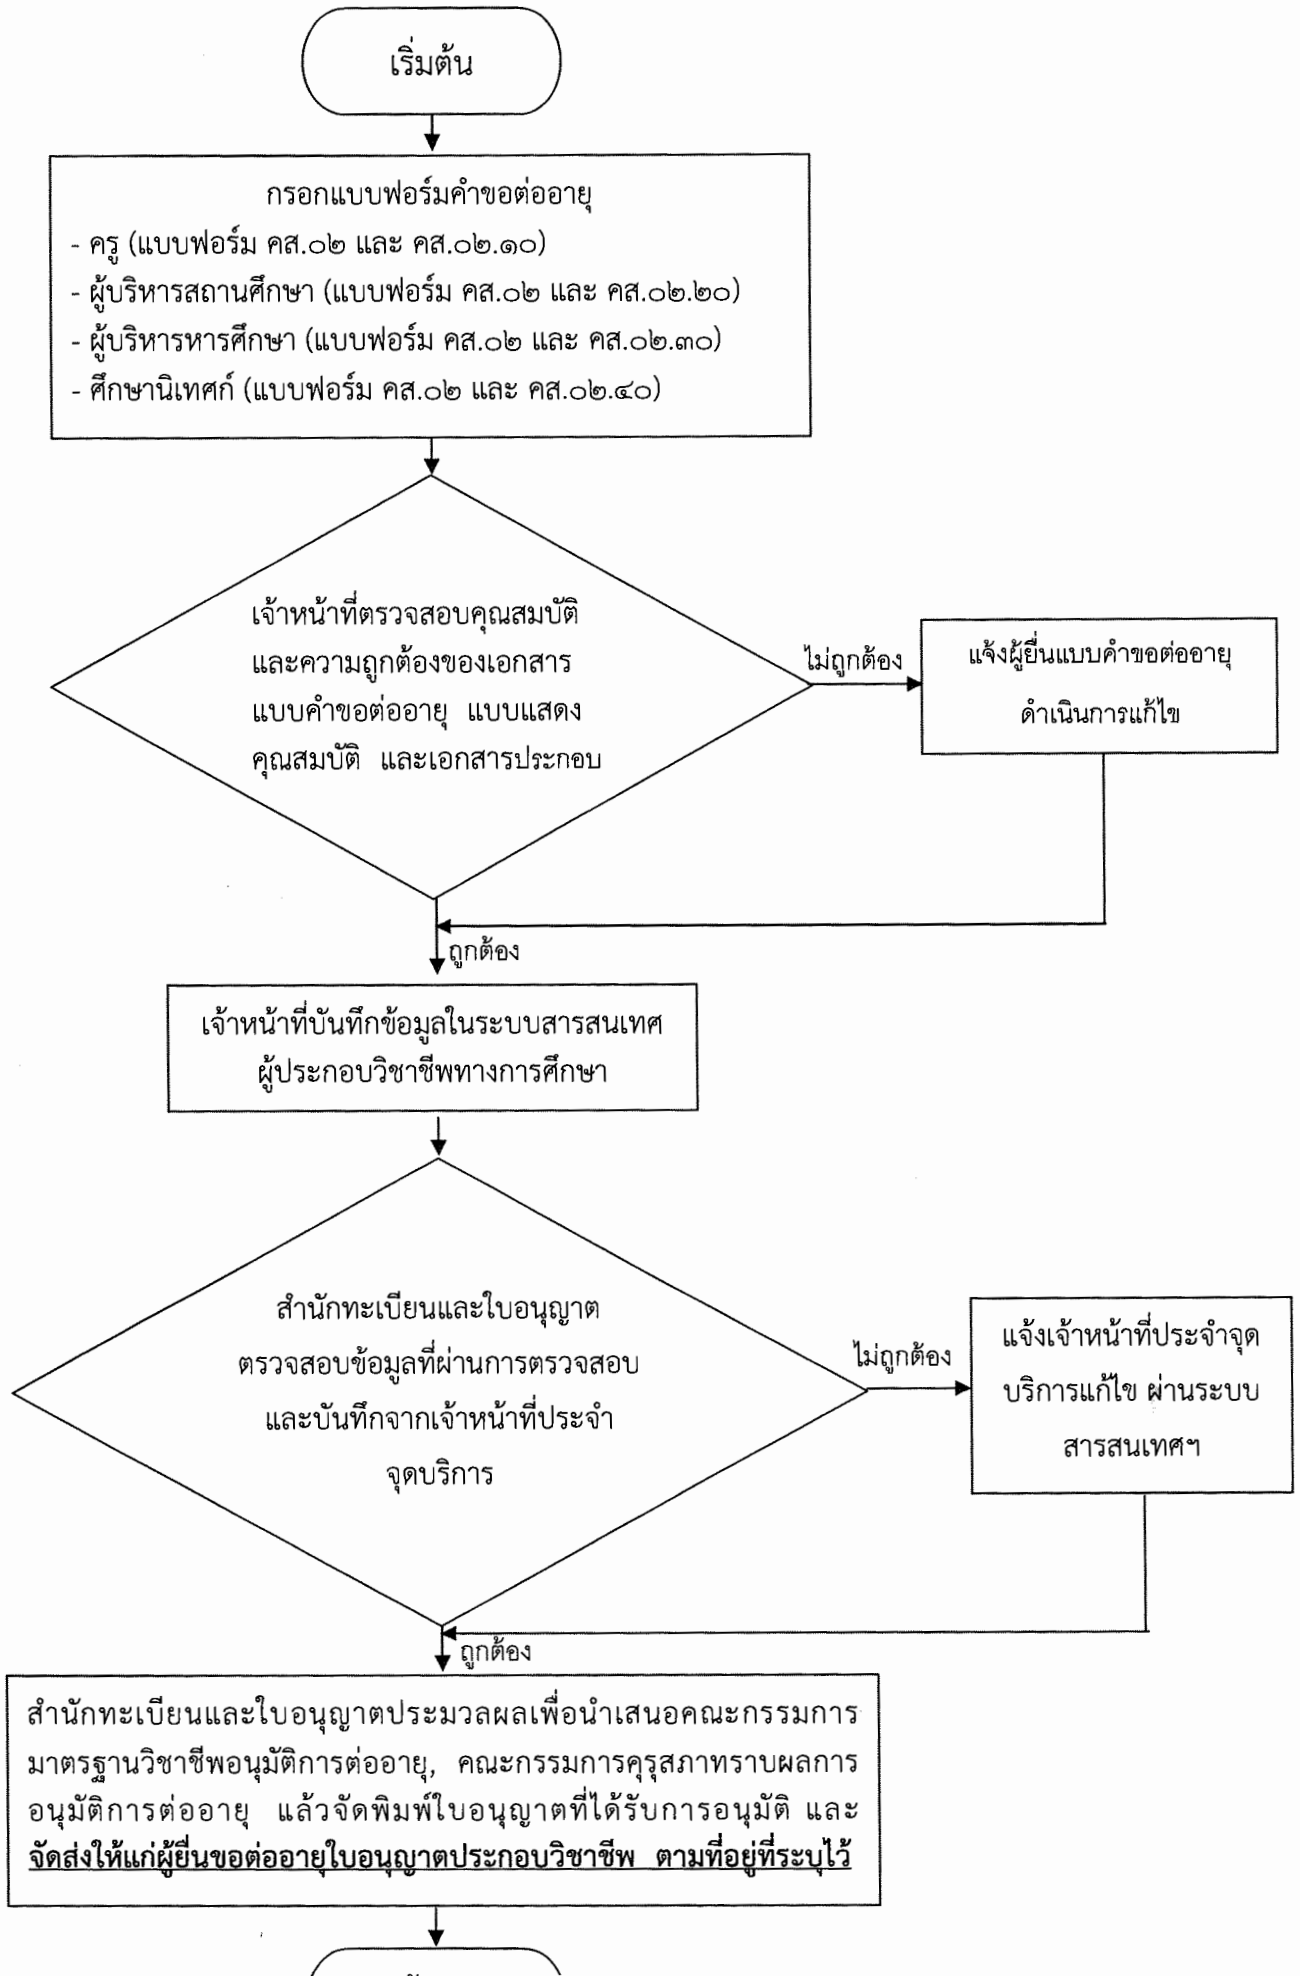 เริ่มต้น
กรอกแบบฟอร์มคำขอต่ออายุ
- ครู (แบบฟอร์ม คส.๐๒ และ คส.๐๒.๑๐)
- ผู้บริหารสถานศึกษา (แบบฟอร์ม คส.๐๒ และ คส.๐๒.๒๐)
- ผู้บริหารหารศึกษา (แบบฟอร์ม คส.๐๒ และ คส.๐๒.๓๐)
- ศึกษานิเทศก์ (แบบฟอร์ม คส.๐๒ และ คส.๐๒.๔๐)
เจ้าหน้าที่ตรวจสอบคุณสมบัติ
และความถูกต้องของเอกสาร
แบบคำขอต่ออายุ แบบแสดง
คุณสมบัติ และเอกสารประกอบ
ไม่ถูกต้อง
แจ้งผู้ยื่นแบบคำขอต่ออายุ
ดำเนินการแก้ไข
ถูกต้อง
เจ้าหน้าที่บันทึกข้อมูลในระบบสารสนเทศ
ผู้ประกอบวิชาชีพทางการศึกษา
สำนักทะเบียนและใบอนุญาต
ตรวจสอบข้อมูลที่ผ่านการตรวจสอบ
และบันทึกจากเจ้าหน้าที่ประจำ
จุดบริการ
ไม่ถูกต้อง
แจ้งเจ้าหน้าที่ประจำจุด
บริการแก้ไข ผ่านระบบ
สารสนเทศฯ
ถูกต้อง
สำนักทะเบียนและใบอนุญาตประมวลผลเพื่อนำเสนอคณะกรรมการ
มาตรฐานวิชาชีพอนุมัติการต่ออายุ, คณะกรรมการคุรุสภาทราบผลการ
อนุมัติการต่ออายุ แล้วจัดพิมพ์ใบอนุญาตที่ได้รับการอนุมัติ และ
จัดส่งให้แก่ผู้ยื่นขอต่ออายุใบอนุญาตประกอบวิชาชีพ ตามที่อยู่ที่ระบุไว้